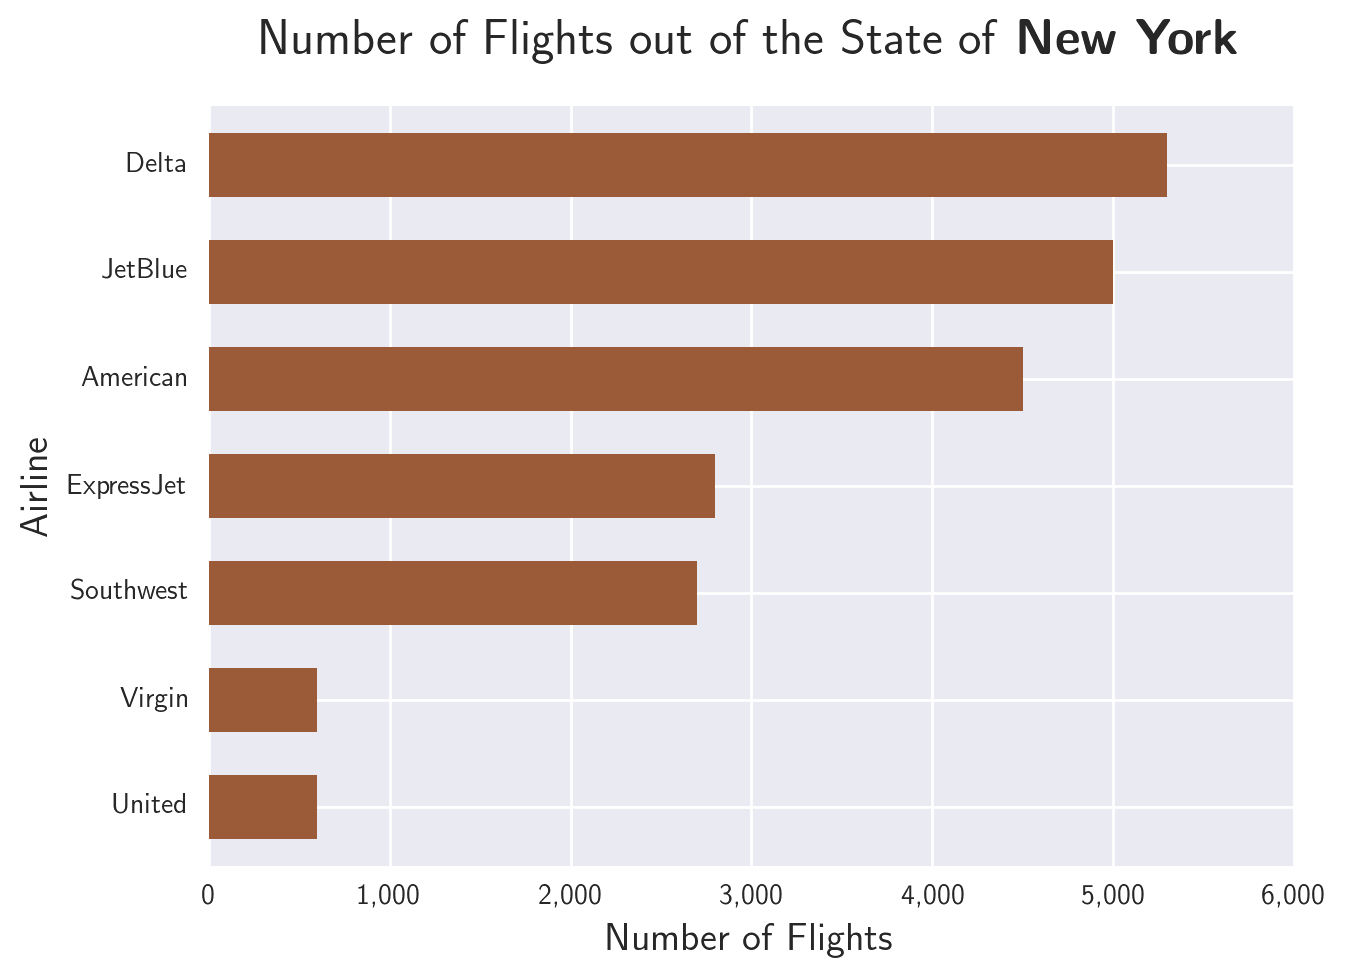 Number of Flights out of the State of New York
Delta
JetBlue
American
ExpressJet
Southwest
Virgin
United
Airline
0 1,000 2,000 3,000 4,000 5,000 6,000
Number of Flights